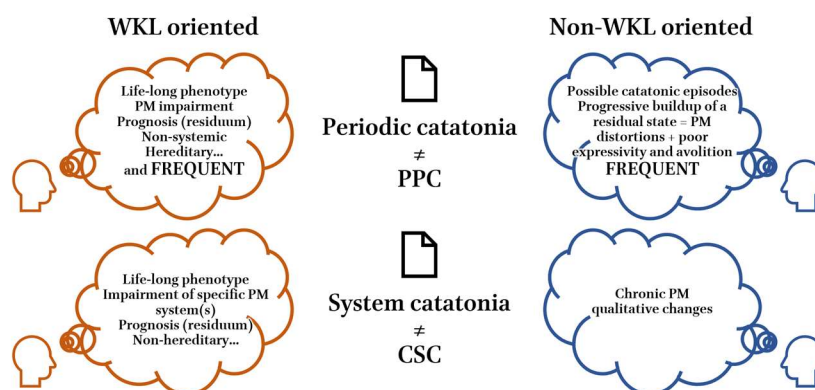 WKL oriented
Non-WKL oriented
Life-long phenotype
PM impairment
Prognosis (residuum)
Non-systemic
Hereditary...
and FREQUENT
Periodic catatonia
≠
PPC
Possible catatonic episodes
Progressive buildup of a
residual state = PM
distortions + poor
expressivity and avolition
FREQUENT
Life-long phenotype
Impairment of specific PM
system(s)
Prognosis (residuum)
Non-hereditary...
System catatonia
≠
CSC
Chronic PM
qualitative changes